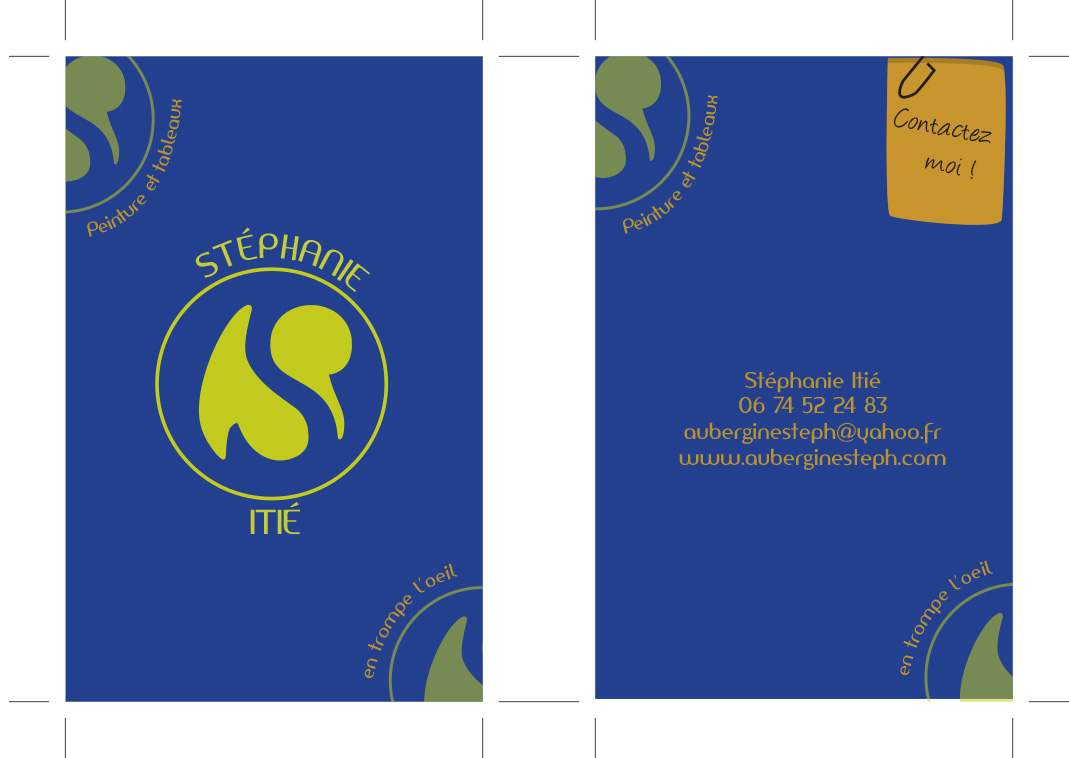 Peinture et tableaux
STÉPHANIE
ITIÉ
en trompe l'oeil
Peinture et tableaux
Contactez
moi !
Stéphanie Itié
06 74 52 24 83
auberginesteph@yahoo.fr
www.auberginesteph.com
en trompe l'oeil